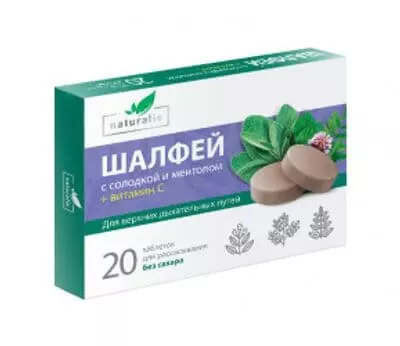 naturalis
ШАЛФЕЙ
с солодкой и ментолом
+ витамин С
Для верхних дыхательных путей
20
таблеток
для рассасывания
без сахара